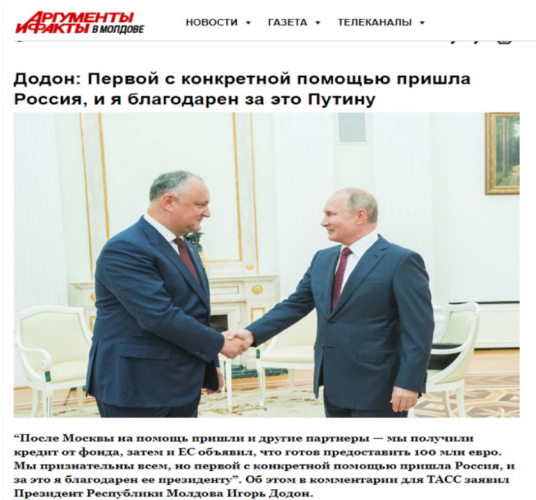 АРГУМЕНТЫ
И ФАКТЫ В МОЛДОВЕ
НОВОСТИ ГАЗЕТА ТЕЛЕКАНАЛЫ
Додон: Первой с конкретной помощью пришла
Россия, и я благодарен за это Путину
“После Москвы на помощь пришли и другие партнеры — мы получили
кредит от фонда, затем и ЕС объявил, что готов предоставить 100 млн евро.
Мы признательны всем, но первой с конкретной помощью пришла Россия, и
за это я благодарен ее президенту”. Об этом в комментарии для ТАСС заявил
Президент Республики Молдова Игорь Додон.